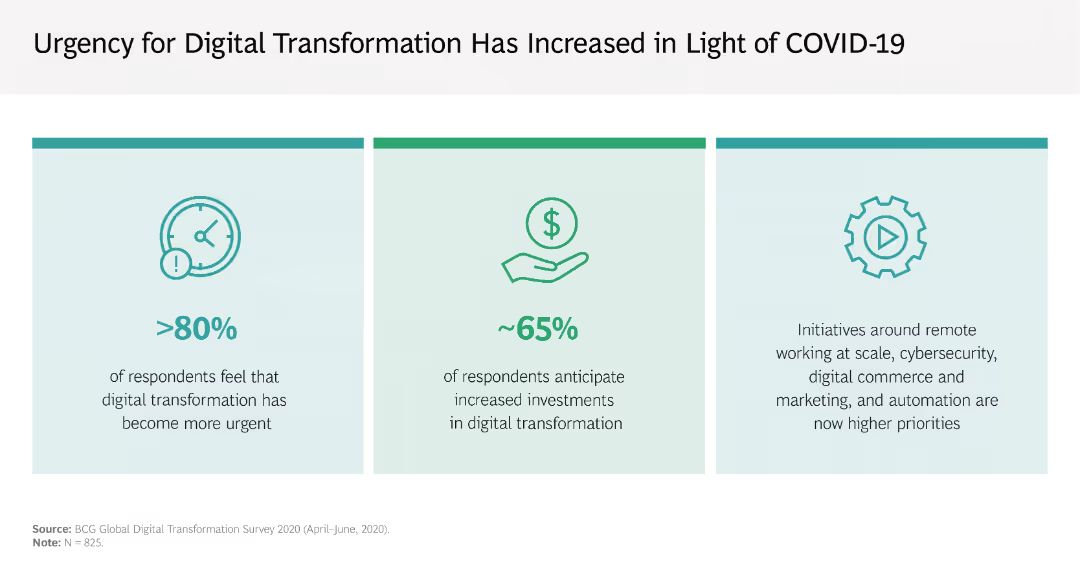 Urgency for Digital Transformation Has Increased in Light of COVID-19
$
!
>80%
of respondents feel that
digital transformation has
become more urgent
~65%
of respondents anticipate
increased investments
in digital transformation
Initiatives around remote
working at scale, cybersecurity,
digital commerce and
marketing, and automation are
now higher priorities
Source: BCG Global Digital Transformation Survey 2020 (April–June, 2020).
Note: N = 825.